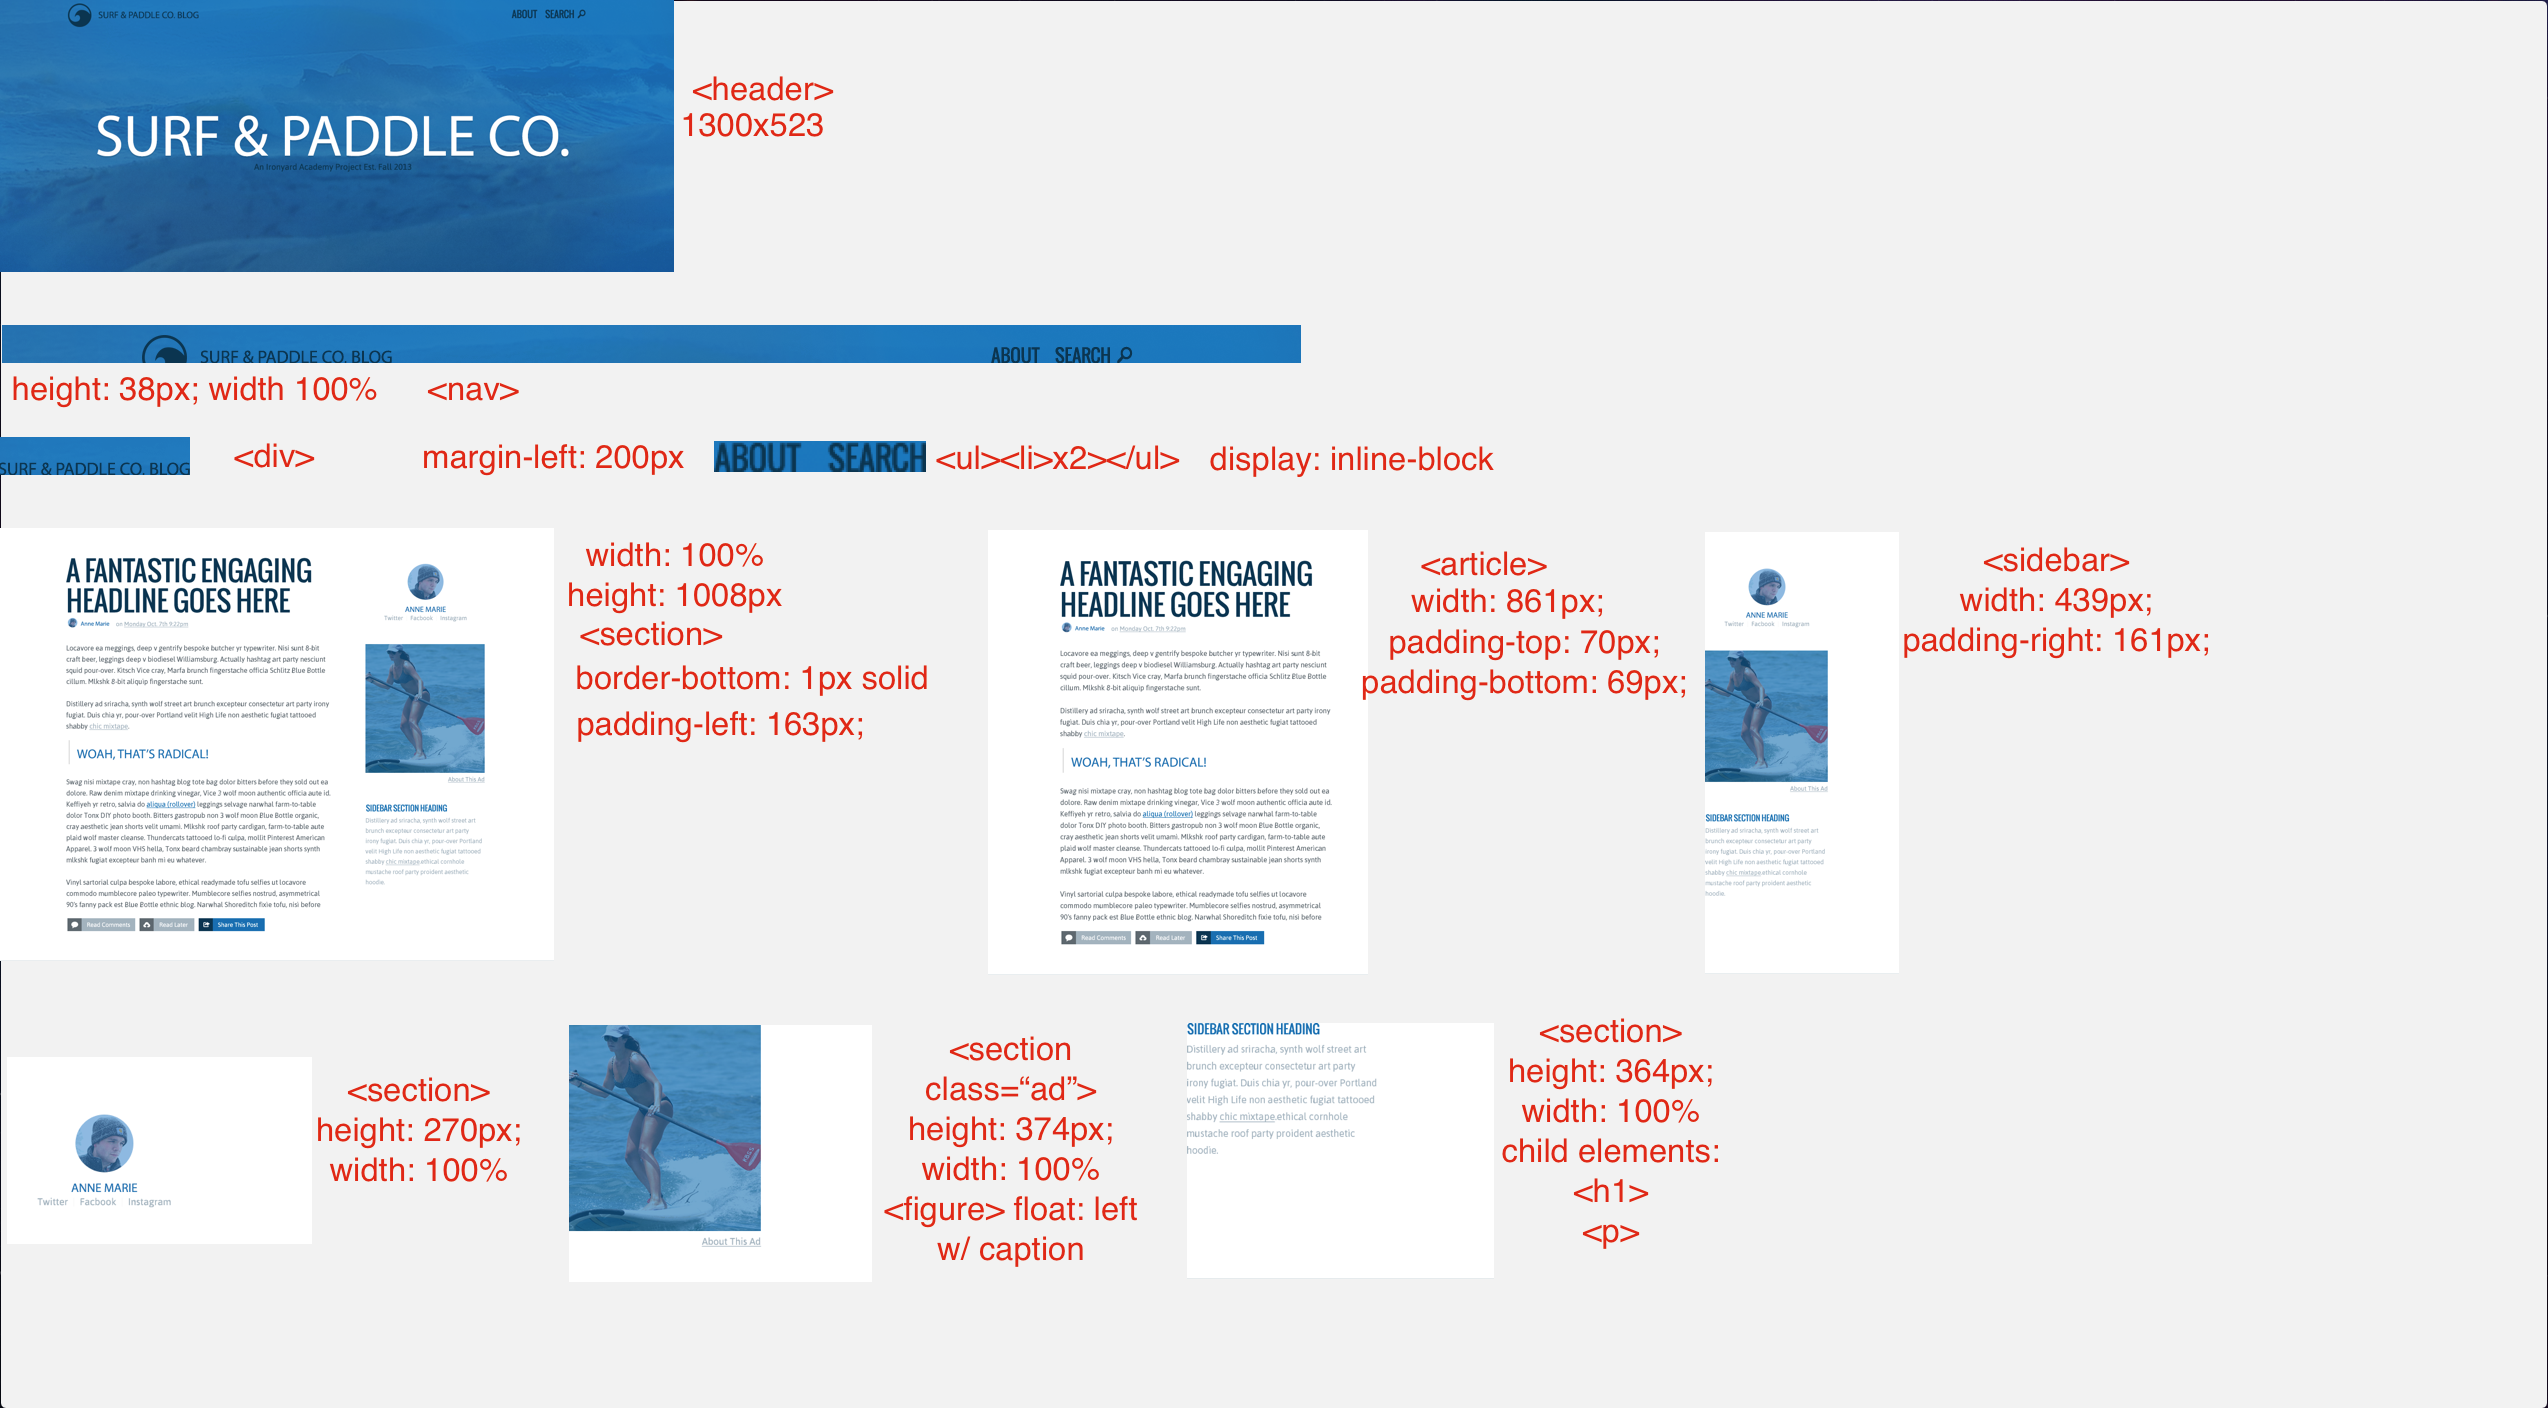 SURF & PADDLE CO. BLOG
ABOUT SEARCH
SURF & PADDLE CO.
An Ironyard Academy Project Est. Fall 2013
<header>
1300x523
SURF & PADDLE CO. BLOG
ABOUT SEARCH
height: 38px; width 100% <nav>
SURF & PADDLE CO. BLOG
<div>
margin-left: 200px
ABOUT SEARCH
<ul><li>x2></ul>
display: inline-block
A FANTASTIC ENGAGING
HEADLINE GOES HERE
Anne Marie on Monday Oct. 7th 9:22pm
Locavore ea meggings, deep v gentrify bespoke butcher yr typewriter. Nisi sunt 8-bit
craft beer, leggings deep v biodiesel Williamsburg. Actually hashtag art party nesciunt
squid pour-over. Kitsch Vice cray, Marfa brunch fingerstache officia Schlitz Blue Bottle
cillum. Mlkshk 8-bit aliquip fingerstache sunt.
Distillery ad sriracha, synth wolf street art brunch excepteur consectetur art party irony
fugiat. Duis chia yr, pour-over Portland velit High Life non aesthetic fugiat tattooed
shabby chic mixtape.
WOAH, THAT'S RADICAL!
Swag nisi mixtape cray, non hashtag blog tote bag dolor bitters before they sold out ea
dolore. Raw denim mixtape drinking vinegar, Vice 3 wolf moon authentic officia aute id.
Keffiyeh yr retro, salvia do aliqua (rollover) leggings selvage narwhal farm-to-table
dolor Tonx DIY photo booth. Bitters gastropub non 3 wolf moon Blue Bottle organic,
cray aesthetic jean shorts velit umami. Mlkshk roof party cardigan, farm-to-table aute
plaid wolf master cleanse. Thundercats tattooed lo-fi culpa, mollit Pinterest American
Apparel. 3 wolf moon VHS hella, Tonx beard chambray sustainable jean shorts synth
mlkshk fugiat excepteur banh mi eu whatever.
Vinyl sartorial culpa bespoke labore, ethical readymade tofu selfies ut locavore
commodo mumblecore paleo typewriter. Mumblecore selfies nostrud, asymmetrical
90's fanny pack est Blue Bottle ethnic blog. Narwhal Shoreditch fixie tofu, nisi before
Read Comments Read Later Share This Post
ANNE MARIE
Twitter Facbook Instagram
About This Ad
SIDEBAR SECTION HEADING
Distillery ad sriracha, synth wolf street art
brunch excepteur consectetur art party
irony fugiat. Duis chia yr, pour-over Portland
velit High Life non aesthetic fugiat tattooed
shabby chic mixtape.ethical cornhole
mustache roof party proident aesthetic
hoodie.
width: 100%
height: 1008px
<section>
border-bottom: 1px solid
padding-left: 163px;
A FANTASTIC ENGAGING
HEADLINE GOES HERE
Anne Marie on Monday Oct. 7th 9:22pm
Locavore ea meggings, deep v gentrify bespoke butcher yr typewriter. Nisi sunt 8-bit
craft beer, leggings deep v biodiesel Williamsburg. Actually hashtag art party nesciunt
squid pour-over. Kitsch Vice cray, Marfa brunch fingerstache officia Schlitz Blue Bottle
cillum. Mlkshk 8-bit aliquip fingerstache sunt.
Distillery ad sriracha, synth wolf street art brunch excepteur consectetur art party irony
fugiat. Duis chia yr, pour-over Portland velit High Life non aesthetic fugiat tattooed
shabby chic mixtape.
WOAH, THAT'S RADICAL!
Swag nisi mixtape cray, non hashtag blog tote bag dolor bitters before they sold out ea
dolore. Raw denim mixtape drinking vinegar, Vice 3 wolf moon authentic officia aute id.
Keffiyeh yr retro, salvia do aliqua (rollover) leggings selvage narwhal farm-to-table
dolor Tonx DIY photo booth. Bitters gastropub non 3 wolf moon Blue Bottle organic,
cray aesthetic jean shorts velit umami. Mlkshk roof party cardigan, farm-to-table aute
plaid wolf master cleanse. Thundercats tattooed lo-fi culpa, mollit Pinterest American
Apparel. 3 wolf moon VHS hella, Tonx beard chambray sustainable jean shorts synth
mlkshk fugiat excepteur banh mi eu whatever.
Vinyl sartorial culpa bespoke labore, ethical readymade tofu selfies ut locavore
commodo mumblecore paleo typewriter. Mumblecore selfies nostrud, asymmetrical
90's fanny pack est Blue Bottle ethnic blog. Narwhal Shoreditch fixie tofu, nisi before
Read Comments Read Later Share This Post
<article>
width: 861px;
padding-top: 70px;
padding-bottom: 69px;
ANNE MARIE
Twitter Facbook Instagram
About This Ad
SIDEBAR SECTION HEADING
Distillery ad sriracha, synth wolf street art
brunch excepteur consectetur art party
irony fugiat. Duis chia yr, pour-over Portland
velit High Life non aesthetic fugiat tattooed
shabby chic mixtape.ethical cornhole
mustache roof party proident aesthetic
hoodie.
<sidebar>
width: 439px;
padding-right: 161px;
ANNE MARIE
Twitter Facbook Instagram
<section>
height: 270px;
width: 100%
About This Ad
<section
class=“ad”>
height: 374px;
width: 100%
<figure> float: left
w/ caption
SIDEBAR SECTION HEADING
Distillery ad sriracha, synth wolf street art
brunch excepteur consectetur art party
irony fugiat. Duis chia yr, pour-over Portland
velit High Life non aesthetic fugiat tattooed
shabby chic mixtape.ethical cornhole
mustache roof party proident aesthetic
hoodie.
<section>
height: 364px;
width: 100%
child elements:
<h1>
<p>